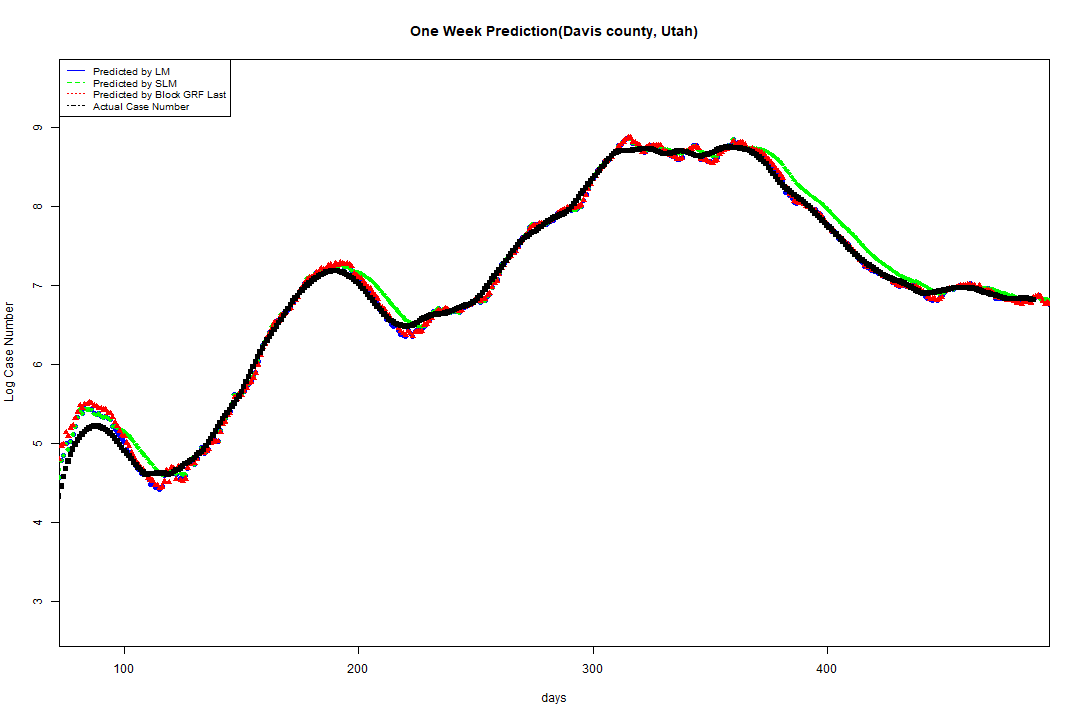 One Week Prediction(Davis county, Utah)
Predicted by LM
Predicted by SLM
Predicted by Block GRF Last
Actual Case Number
9
8
7
6
5
4
3
Log Case Number
100 200 300 400
days